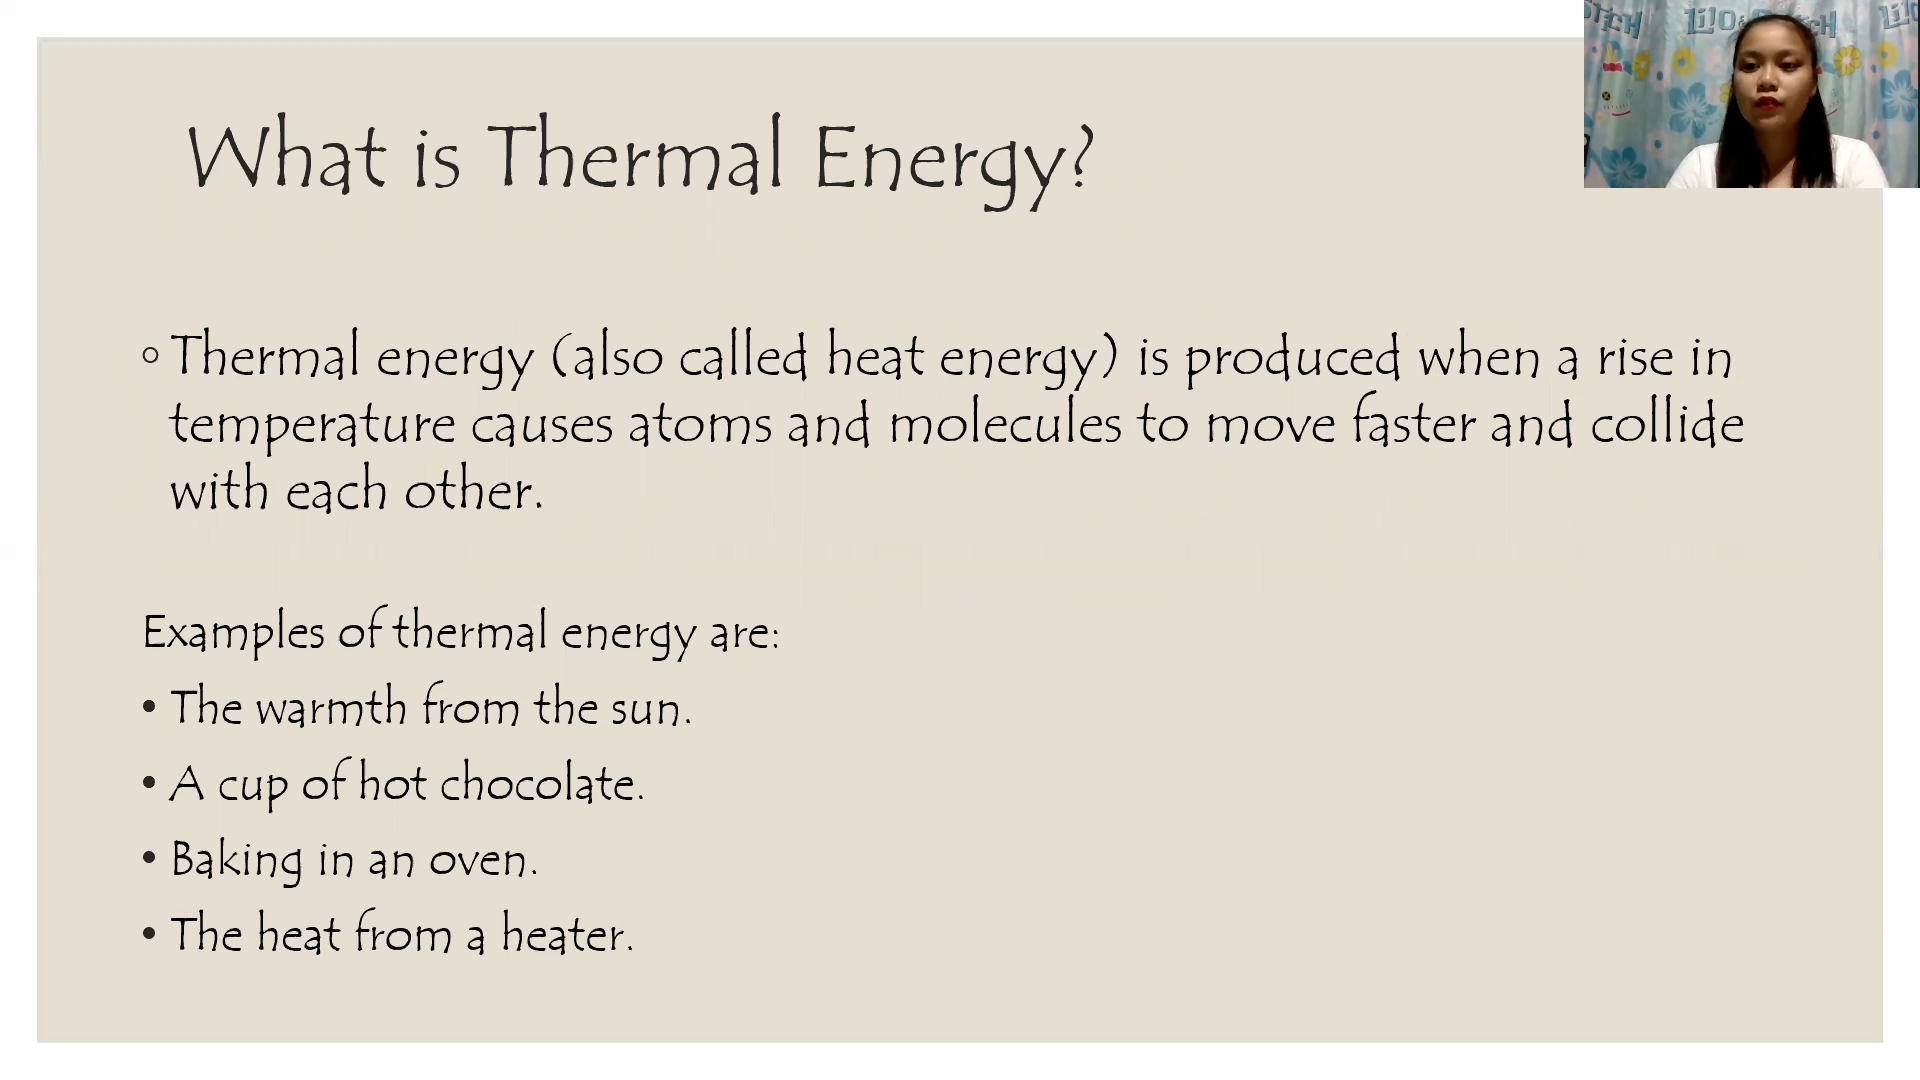 What is Thermal Energy?
◦ Thermal energy (also called heat energy) is produced when a rise in
temperature causes atoms and molecules to move faster and collide
with each other.
Examples of thermal energy are:
• The warmth from the sun.
• A cup of hot chocolate.
• Baking in an oven.
• The heat from a heater.